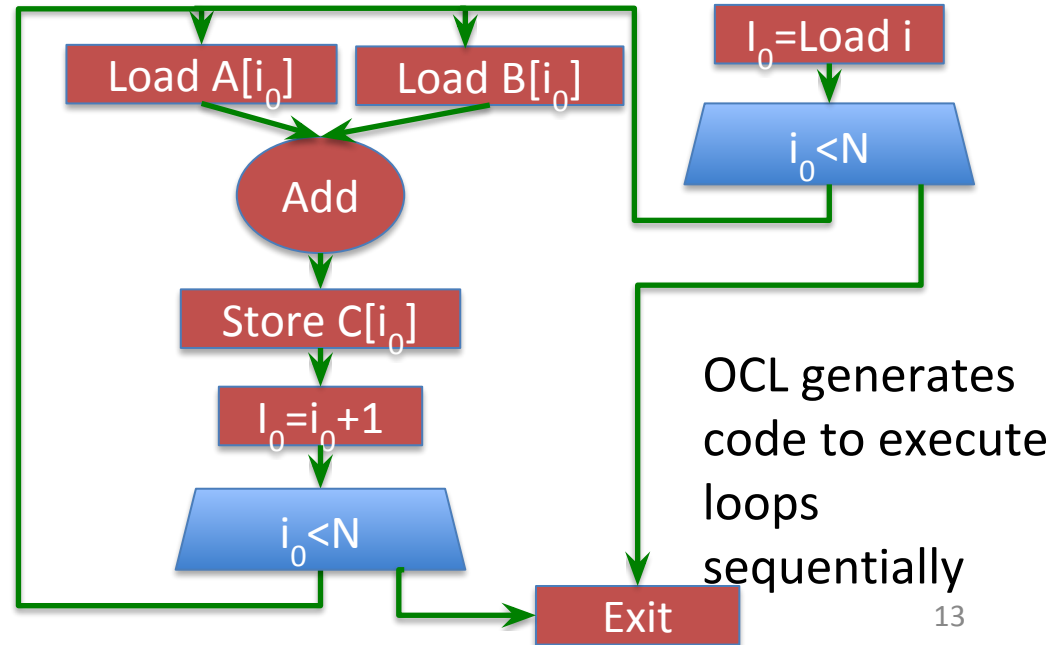 I₀=Load i
i₀<N
Load A[i₀]
Load B[i₀]
Add
Store C[i₀]
I₀=i₀+1
i₀<N
Exit
OCL generates
code to execute
loops
sequentially
13